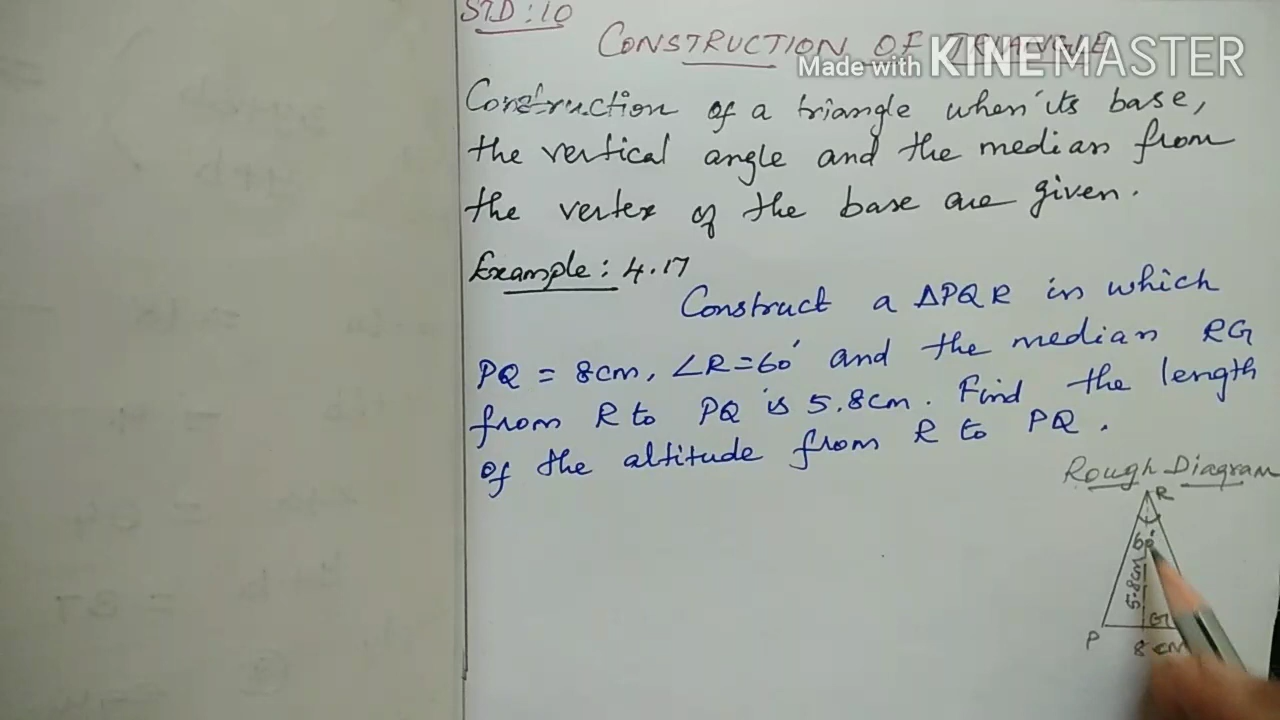 STD : 10
CONSTRUCTION OF TRIANGLE
Made with KINEMASTER
Construction of a triangle when its base,
the vertical angle and the median from
the vertex of the base are given.
Example : 4.17
Construct a ΔPQR in which
PQ = 8cm, ∠R = 60° and the median RG
from R to PQ is 5.8cm. Find the length
of the altitude from R to PQ.
Rough Diagram
R
60°
5.8cm
G
P
8 cm